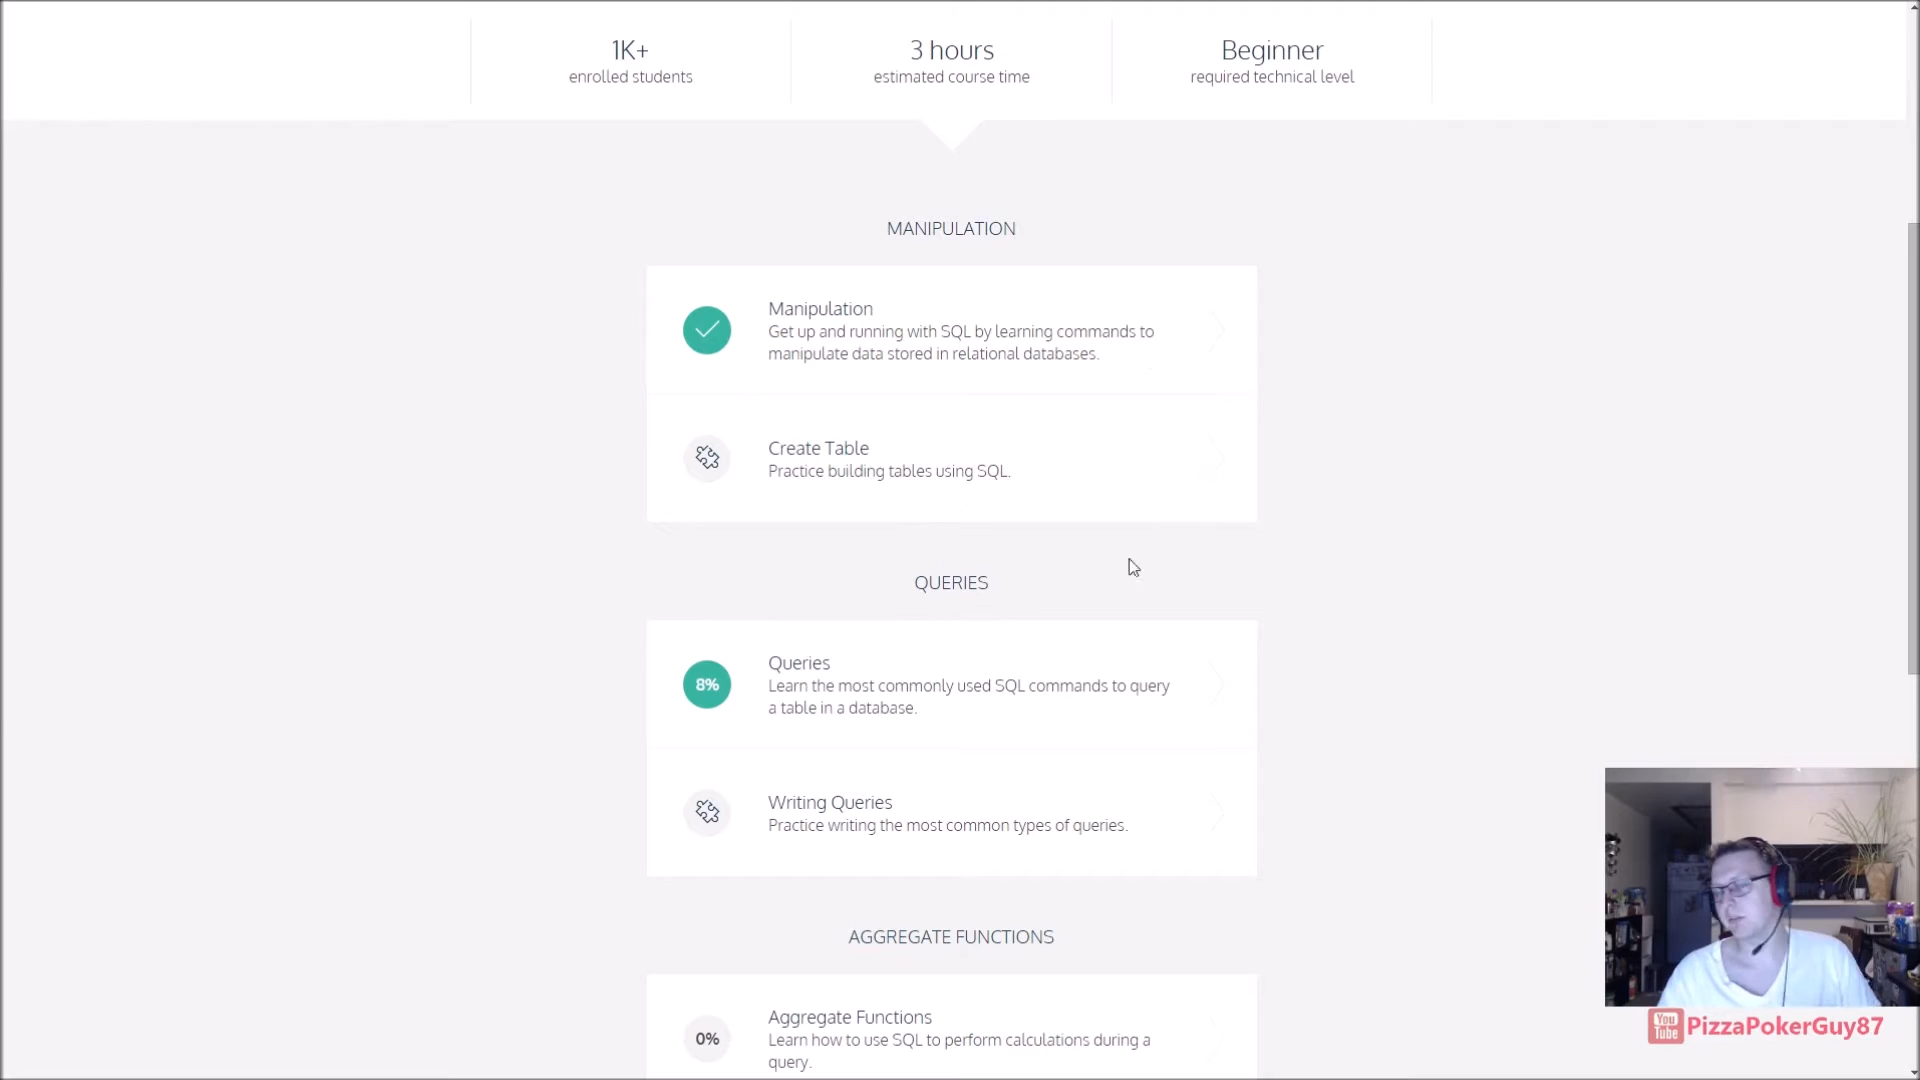 1K+
enrolled students
3 hours
estimated course time
Beginner
required technical level
MANIPULATION
Manipulation
Get up and running with SQL by learning commands to
manipulate data stored in relational databases.
Create Table
Practice building tables using SQL.
QUERIES
8%
Queries
Learn the most commonly used SQL commands to query
a table in a database.
Writing Queries
Practice writing the most common types of queries.
AGGREGATE FUNCTIONS
0%
Aggregate Functions
Learn how to use SQL to perform calculations during a
query.
You
Tube
PizzaPokerGuy87